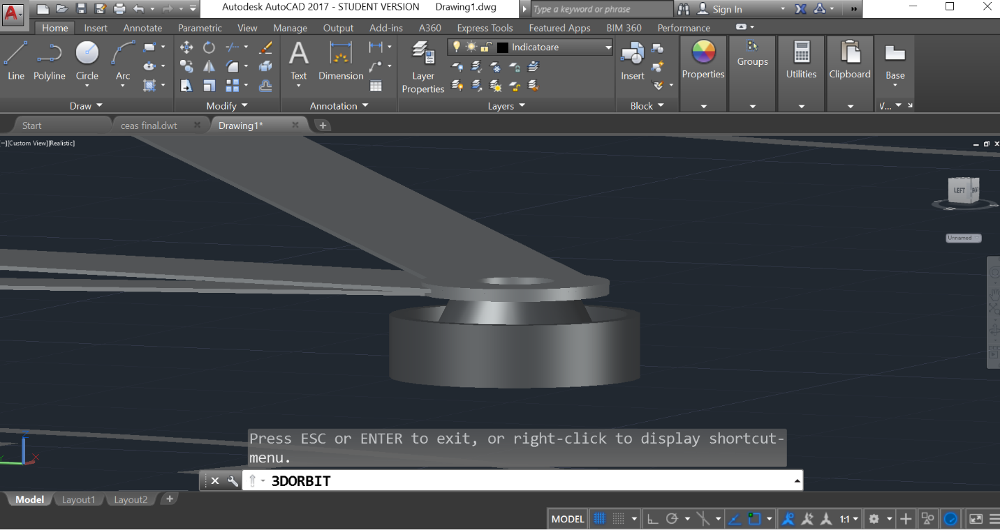 Autodesk AutoCAD 2017 - STUDENT VERSION Drawing1.dwg
Type a keyword or phrase
Sign In
Home Insert Annotate Parametric View Manage Output Add-ins A360 Express Tools Featured Apps BIM 360 Performance
Line Polyline Circle Arc
Draw
Modify
Text Dimension
Annotation
Layer
Properties
Indicatoare
Layers
Insert
Block
Properties
Groups
Utilities
Clipboard
Base
V...
Start ceas final.dwt Drawing1*
[−][Custom View][Realistic]
LEFT
Unnamed
Z
X
Y
Press ESC or ENTER to exit, or right-click to display shortcut-
menu.
3DORBIT
Model Layout1 Layout2
MODEL 1:1